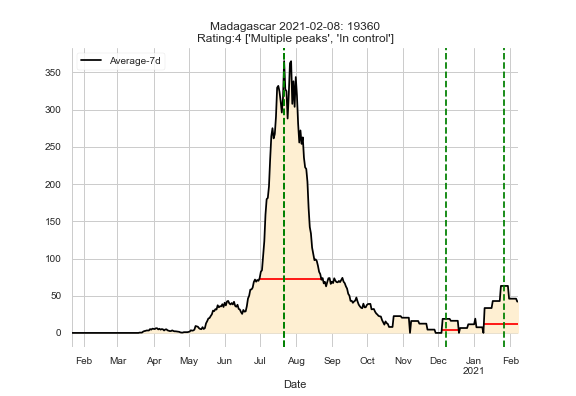 Madagascar 2021-02-08: 19360
Rating:4 ['Multiple peaks', 'In control']
Average-7d
350
300
250
200
150
100
50
0
Feb Mar Apr May Jun Jul Aug Sep Oct Nov Dec Jan Feb
2021
Date